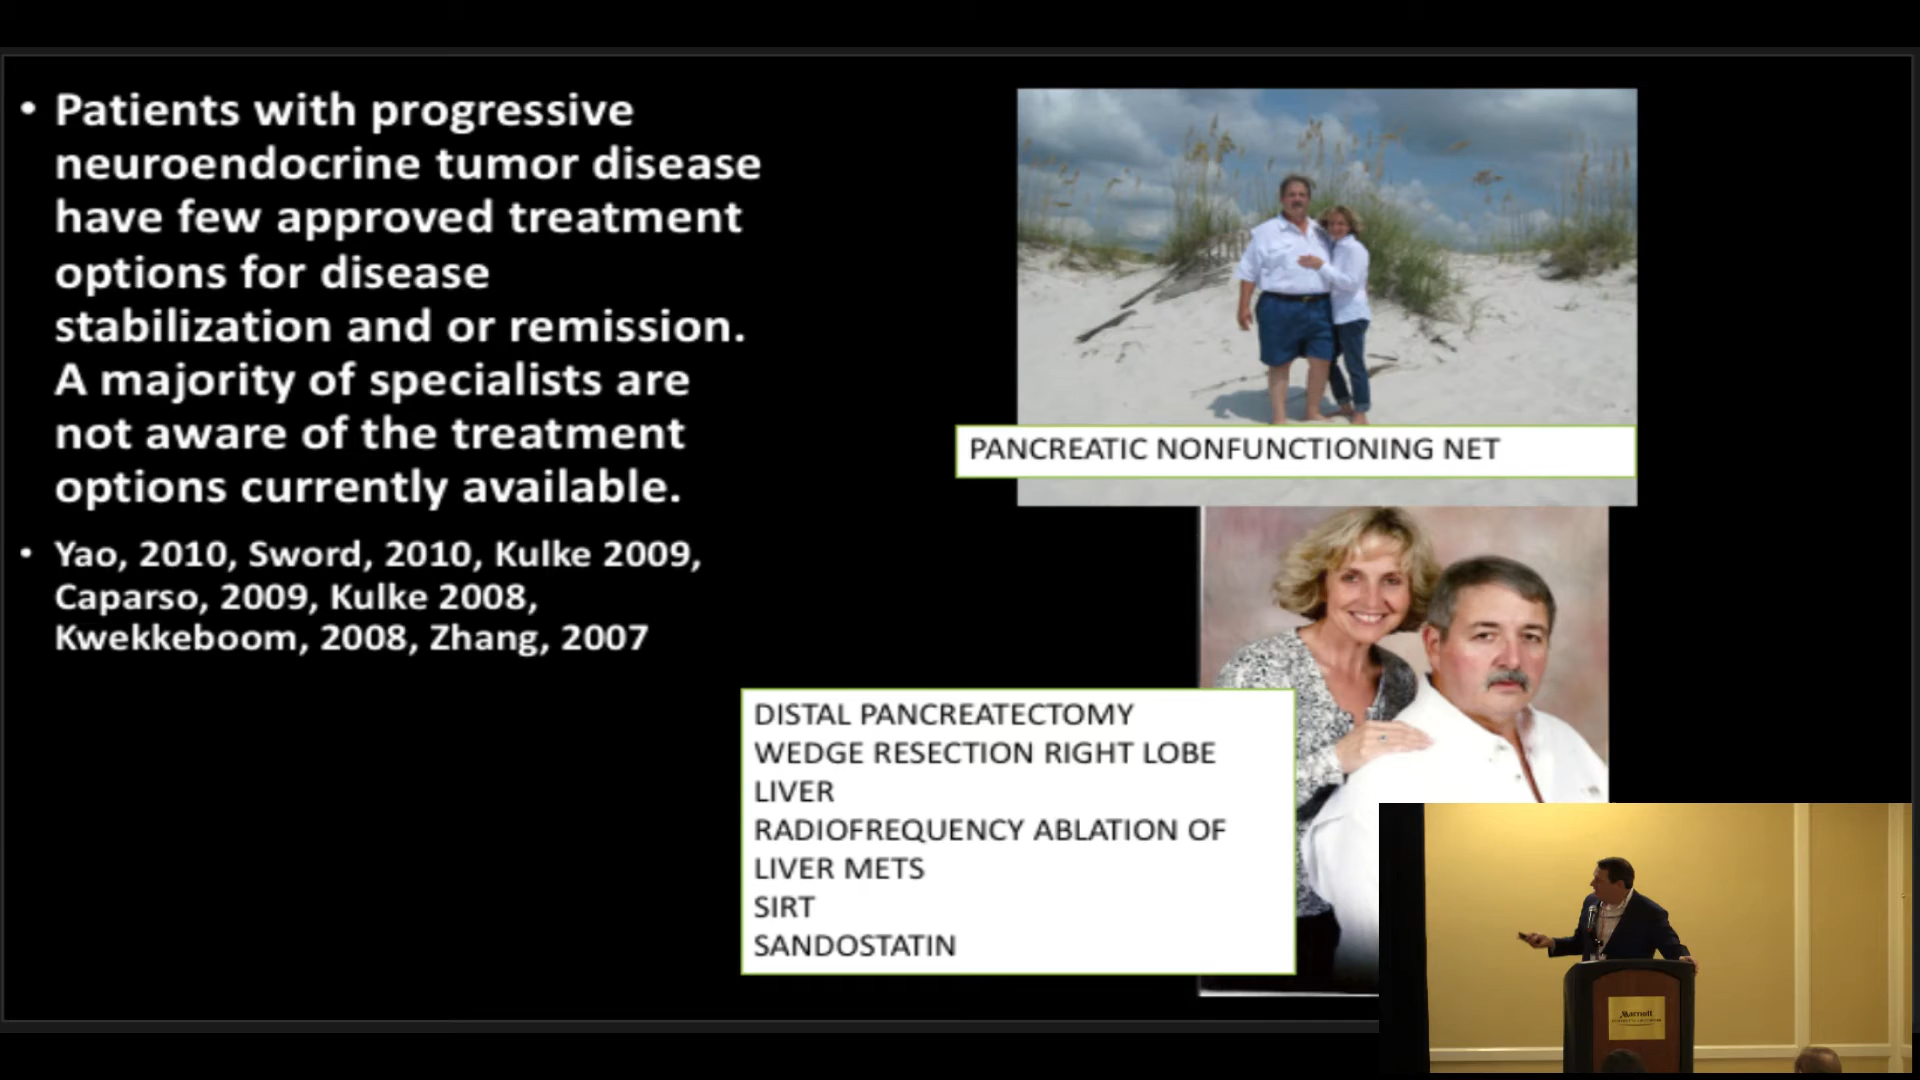 • Patients with progressive
neuroendocrine tumor disease
have few approved treatment
options for disease
stabilization and or remission.
A majority of specialists are
not aware of the treatment
options currently available.
• Yao, 2010, Sword, 2010, Kulke 2009,
Caparso, 2009, Kulke 2008,
Kwekkeboom, 2008, Zhang, 2007
PANCREATIC NONFUNCTIONING NET
DISTAL PANCREATECTOMY
WEDGE RESECTION RIGHT LOBE
LIVER
RADIOFREQUENCY ABLATION OF
LIVER METS
SIRT
SANDOSTATIN
Marriott